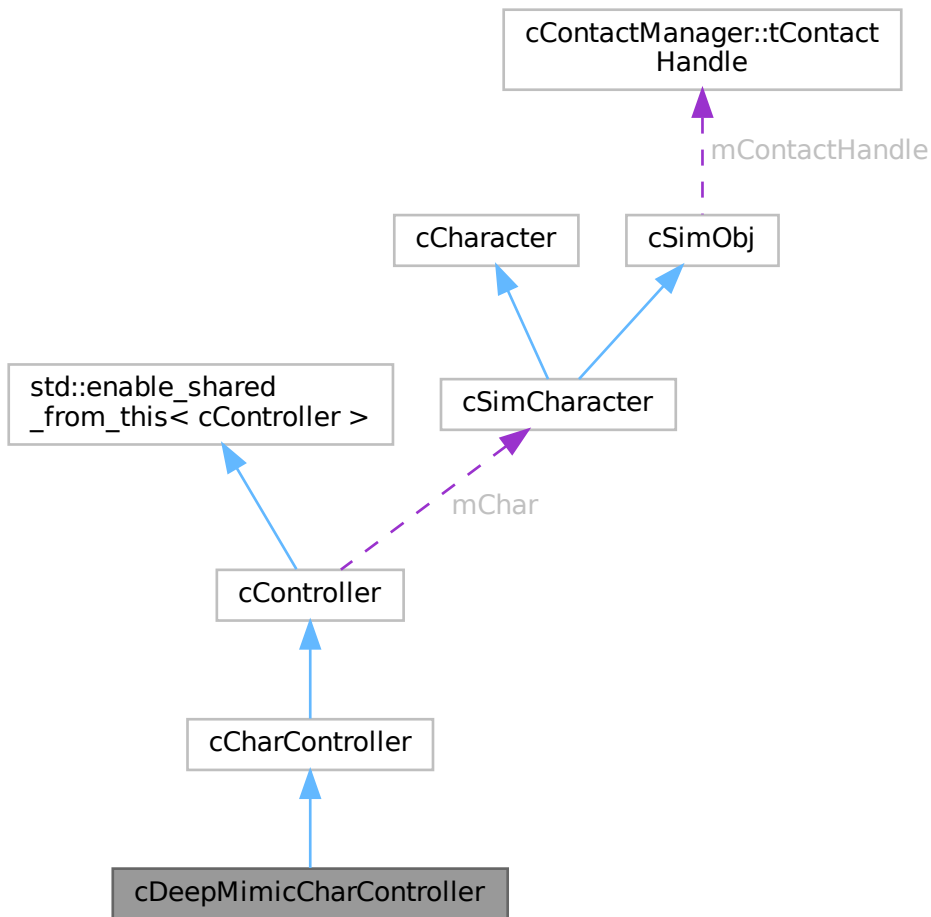 cContactManager::tContact
Handle
mContactHandle
cCharacter
cSimObj
std::enable_shared
_from_this< cController >
cSimCharacter
mChar
cController
cCharController
cDeepMimicCharController